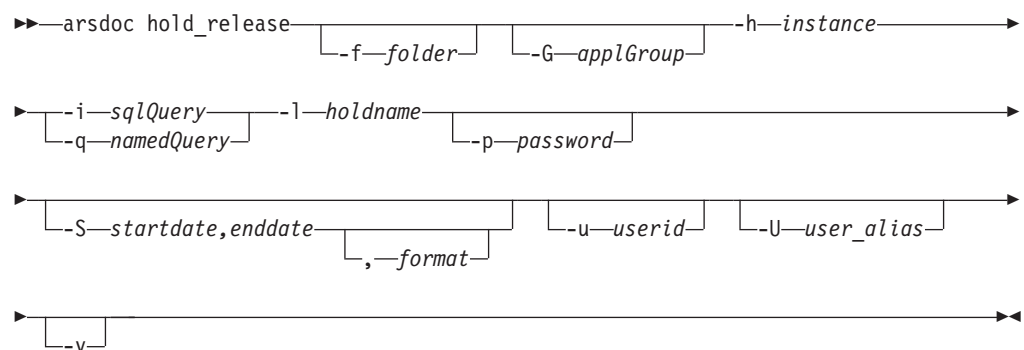 arsdoc hold_release -f folder -G applGroup -h instance
-i sqlQuery -l holdname -p password
-q namedQuery
-S startdate,enddate , format -u userid -U user_alias
-v